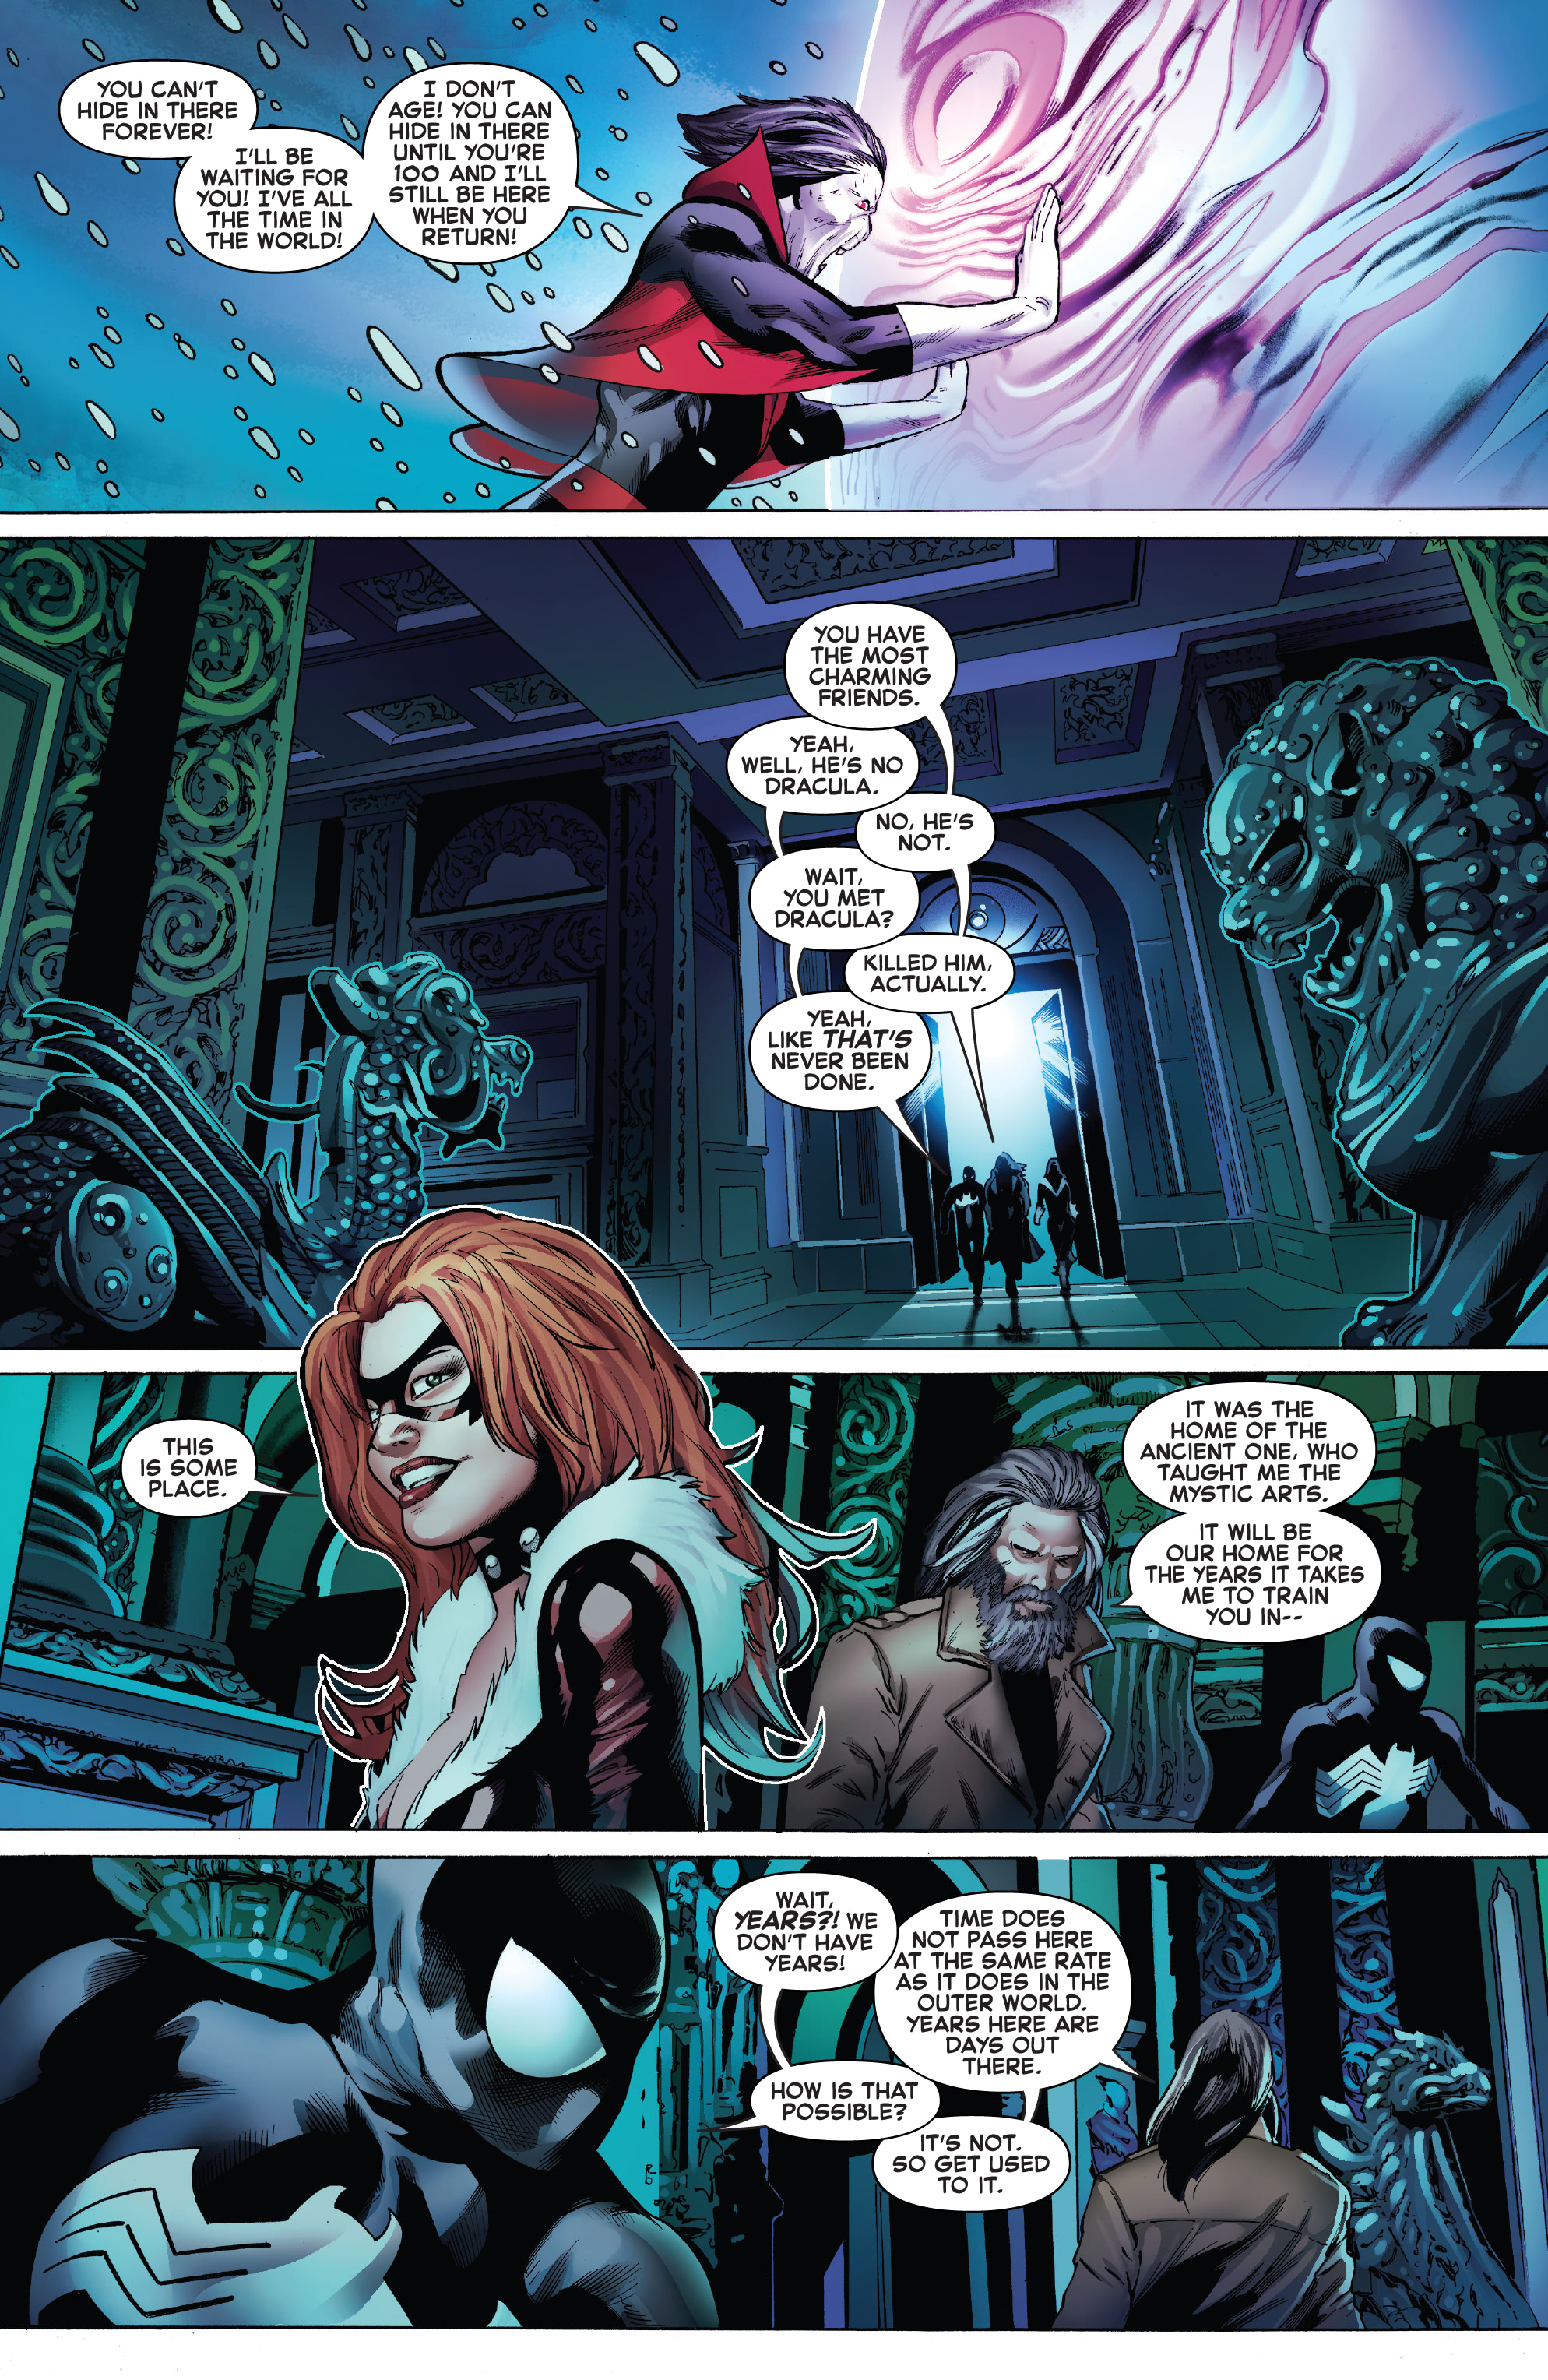 YOU CAN'T
HIDE IN THERE
FOREVER!
I'LL BE
WAITING FOR
YOU! I'VE ALL
THE TIME IN
THE WORLD!
I DON'T
AGE! YOU CAN
HIDE IN THERE
UNTIL YOU'RE
100 AND I'LL
STILL BE HERE
WHEN YOU
RETURN!
YOU HAVE
THE MOST
CHARMING
FRIENDS.
YEAH,
WELL, HE'S NO
DRACULA.
NO, HE'S
NOT.
WAIT,
YOU MET
DRACULA?
KILLED HIM,
ACTUALLY.
YEAH,
LIKE THAT'S
NEVER BEEN
DONE.
THIS
IS SOME
PLACE.
IT WAS THE
HOME OF THE
ANCIENT ONE, WHO
TAUGHT ME THE
MYSTIC ARTS.
IT WILL BE
OUR HOME FOR
THE YEARS IT TAKES
ME TO TRAIN
YOU IN--
WAIT,
YEARS?! WE
DON'T HAVE
YEARS!
TIME DOES
NOT PASS HERE
AT THE SAME RATE
AS IT DOES IN THE
OUTER WORLD.
YEARS HERE ARE
DAYS OUT
THERE.
HOW IS THAT
POSSIBLE?
IT'S NOT.
SO GET USED
TO IT.